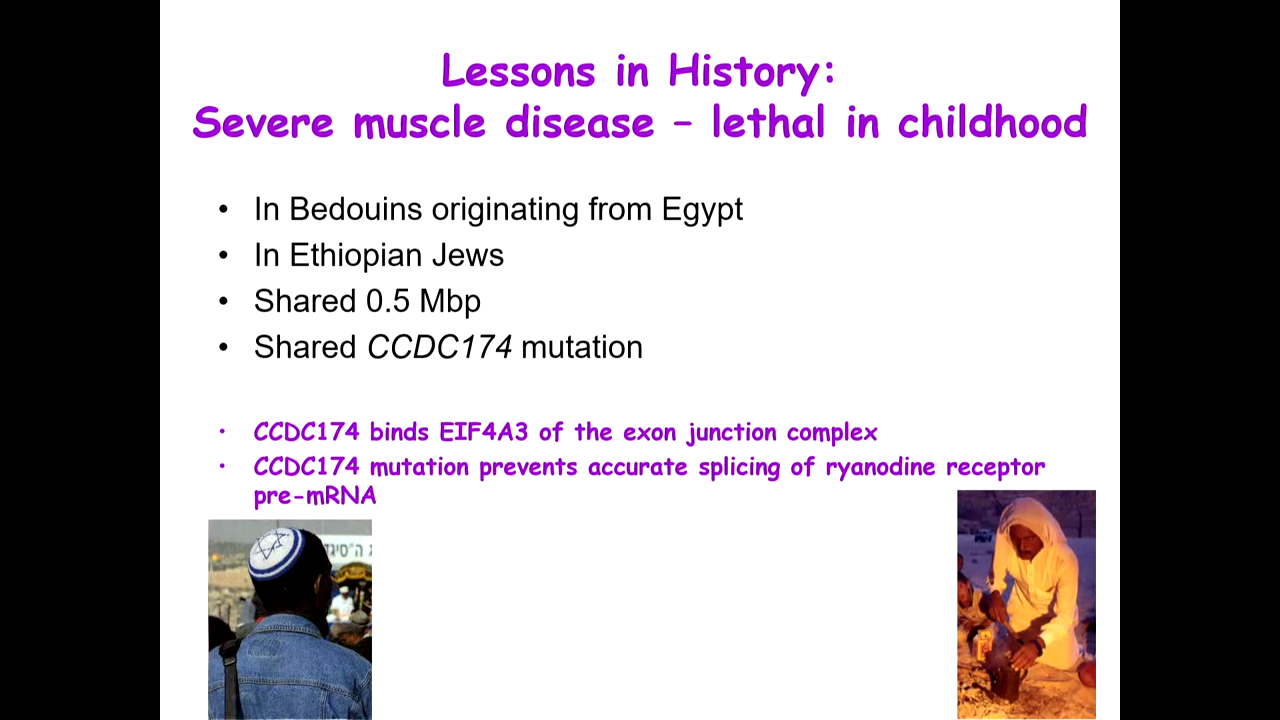 Lessons in History:
Severe muscle disease – lethal in childhood
• In Bedouins originating from Egypt
• In Ethiopian Jews
• Shared 0.5 Mbp
• Shared CCDC174 mutation
• CCDC174 binds EIF4A3 of the exon junction complex
• CCDC174 mutation prevents accurate splicing of ryanodine receptor
pre-mRNA